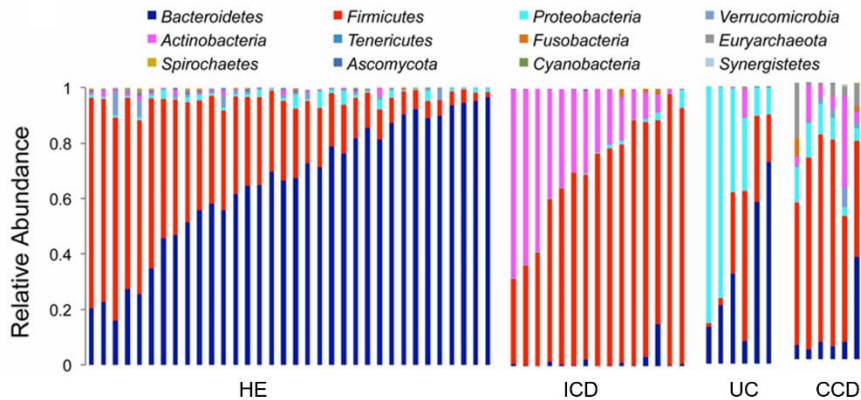 Bacteroidetes Firmicutes Proteobacteria Verrucomicrobia
Actinobacteria Tenericutes Fusobacteria Euryarchaeota
Spirochaetes Ascomycota Cyanobacteria Synergistetes
Relative Abundance
1
0.8
0.6
0.4
0.2
0
HE ICD UC CCD